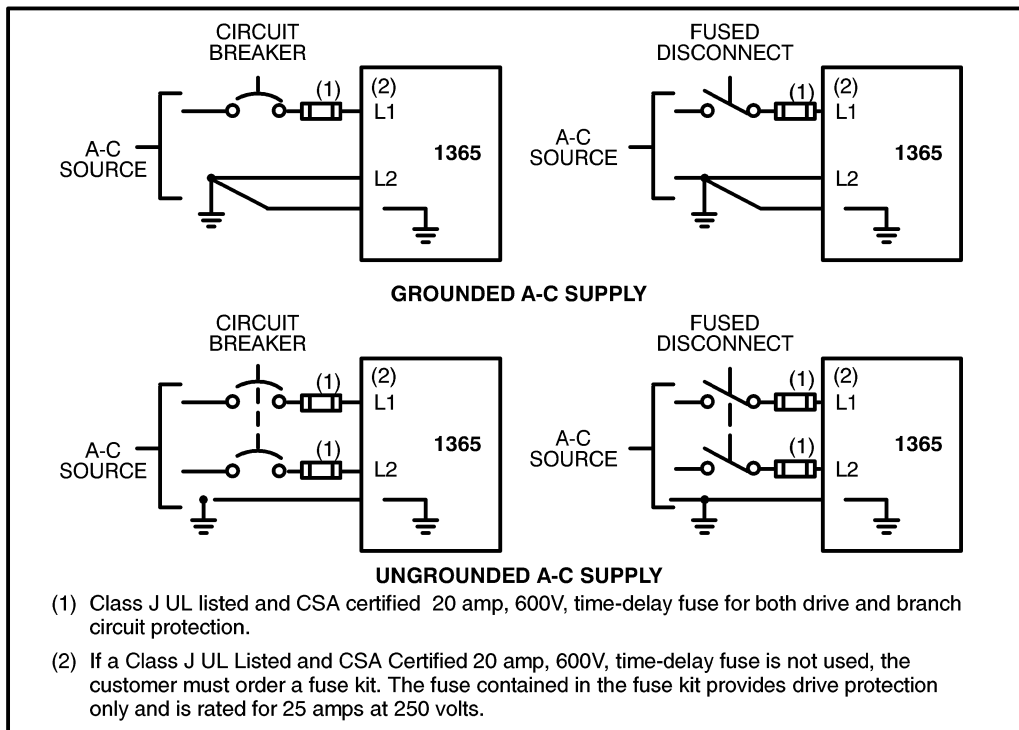 CIRCUIT
BREAKER
(1)
(2)
L1
1365
A-C
SOURCE
L2
FUSED
DISCONNECT
(1)
(2)
L1
1365
A-C
SOURCE
L2
GROUNDED A-C SUPPLY
CIRCUIT
BREAKER
(1)
(2)
L1
(1)
1365
A-C
SOURCE
L2
FUSED
DISCONNECT
(1)
(2)
L1
(1)
1365
A-C
SOURCE
L2
UNGROUNDED A-C SUPPLY
(1) Class J UL listed and CSA certified 20 amp, 600V, time-delay fuse for both drive and branch
circuit protection.
(2) If a Class J UL Listed and CSA Certified 20 amp, 600V, time-delay fuse is not used, the
customer must order a fuse kit. The fuse contained in the fuse kit provides drive protection
only and is rated for 25 amps at 250 volts.